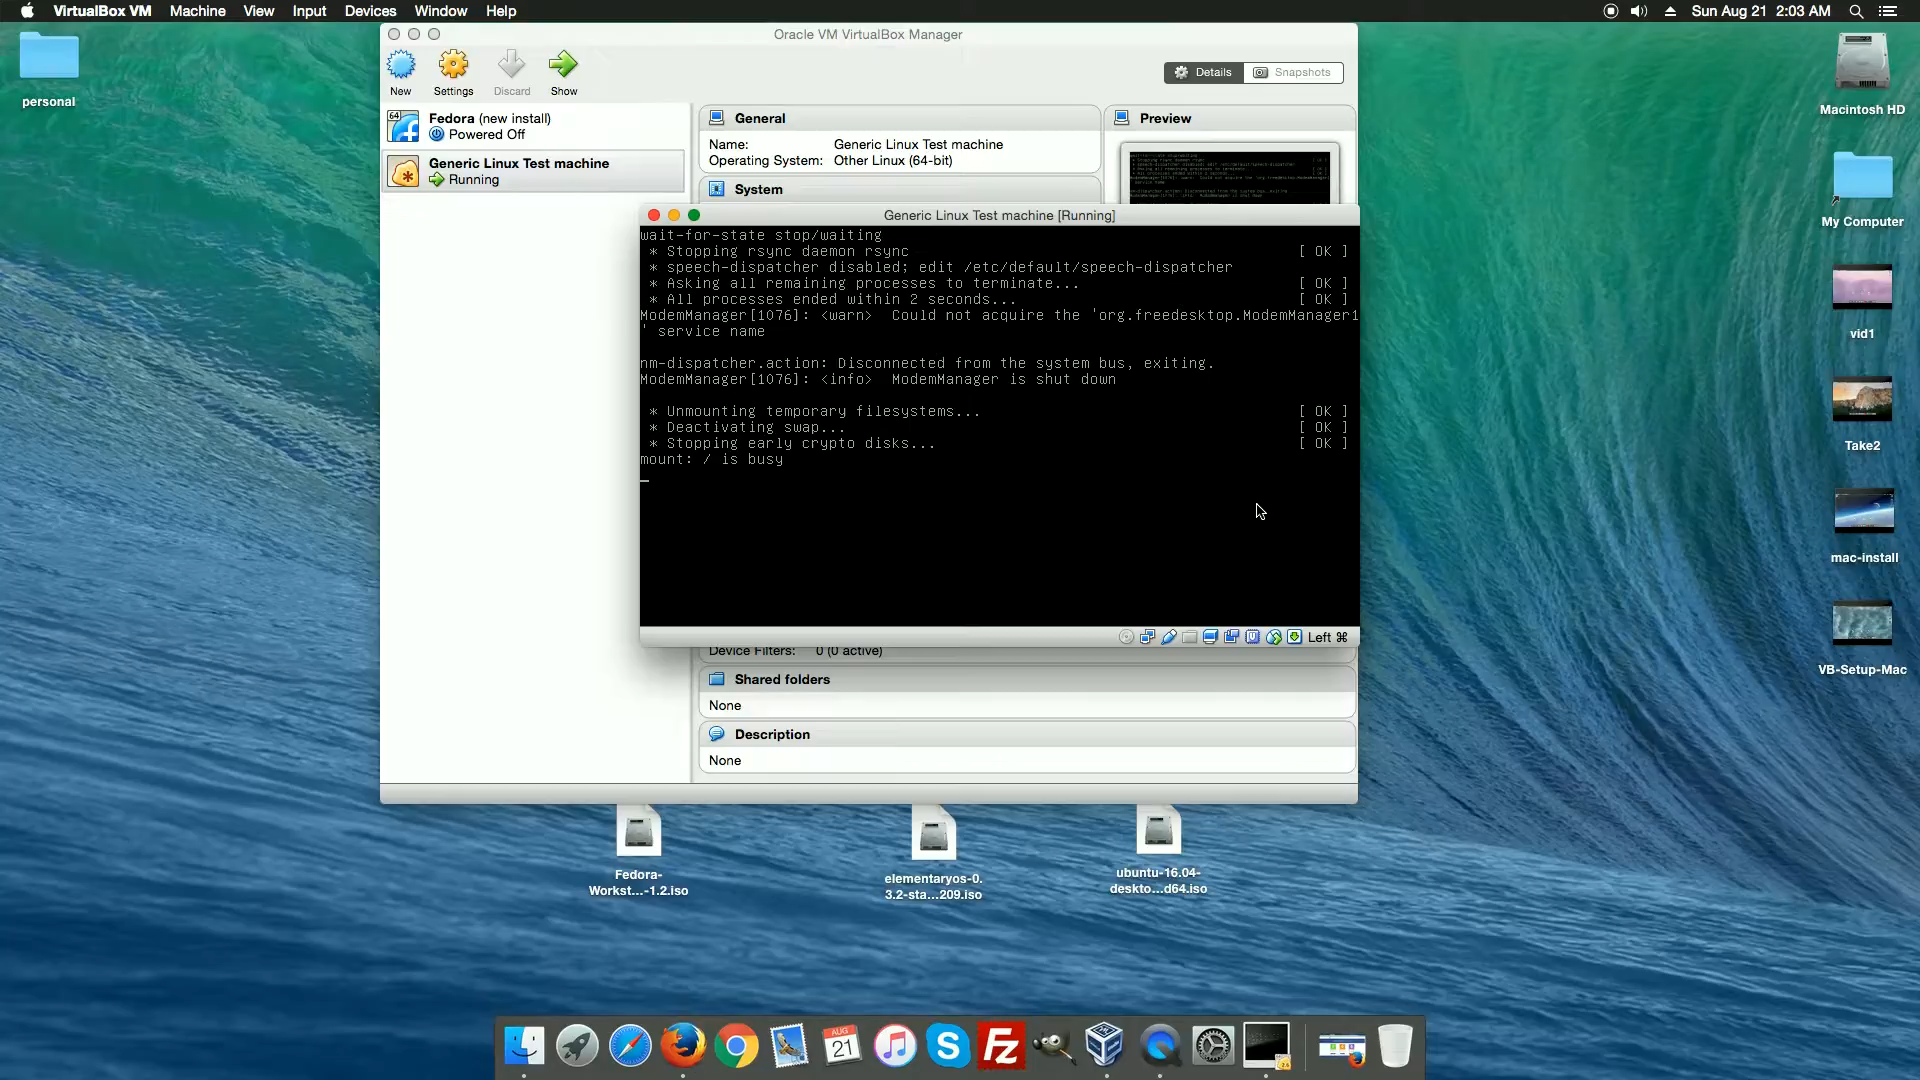 VirtualBox VM Machine View Input Devices Window Help Sun Aug 21 2:03 AM
personal
Oracle VM VirtualBox Manager
New Settings Discard Show
Details Snapshots
64
Fedora (new install)
Powered Off
Generic Linux Test machine
Running
General
Name: Generic Linux Test machine
Operating System: Other Linux (64-bit)
System
Preview
Generic Linux Test machine [Running]
wait-for-state stop/waiting
* Stopping rsync daemon rsync [ OK ]
* speech-dispatcher disabled; edit /etc/default/speech-dispatcher
* Asking all remaining processes to terminate... [ OK ]
* All processes ended within 2 seconds... [ OK ]
ModemManager[1076]: <warn>  Could not acquire the 'org.freedesktop.ModemManager1
' service name
nm-dispatcher.action: Disconnected from the system bus, exiting.
ModemManager[1076]: <info>  ModemManager is shut down
* Unmounting temporary filesystems... [ OK ]
* Deactivating swap... [ OK ]
* Stopping early crypto disks... [ OK ]
mount: / is busy
Left ⌘
Device Filters: 0 (0 active)
Shared folders
None
Description
None
Macintosh HD
My Computer
vid1
Take2
mac-install
VB-Setup-Mac
Fedora-
Workst...-1.2.iso
elementaryos-0.
3.2-sta...209.iso
ubuntu-16.04-
deskto...d64.iso
AUG
21
S
Fz